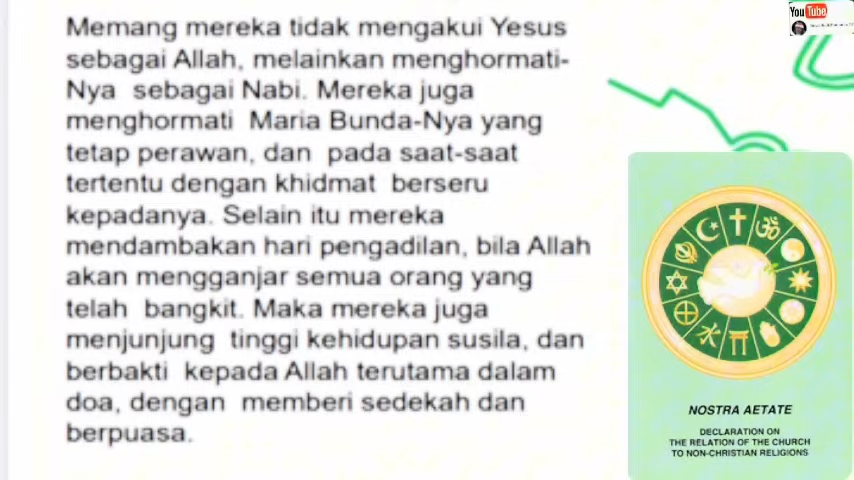 Memang mereka tidak mengakui Yesus
sebagai Allah, melainkan menghormati-
Nya sebagai Nabi. Mereka juga
menghormati Maria Bunda-Nya yang
tetap perawan, dan pada saat-saat
tertentu dengan khidmat berseru
kepadanya. Selain itu mereka
mendambakan hari pengadilan, bila Allah
akan mengganjar semua orang yang
telah bangkit. Maka mereka juga
menjunjung tinggi kehidupan susila, dan
berbakti kepada Allah terutama dalam
doa, dengan memberi sedekah dan
berpuasa.
YouTube
NOSTRA AETATE
DECLARATION ON
THE RELATION OF THE CHURCH
TO NON-CHRISTIAN RELIGIONS